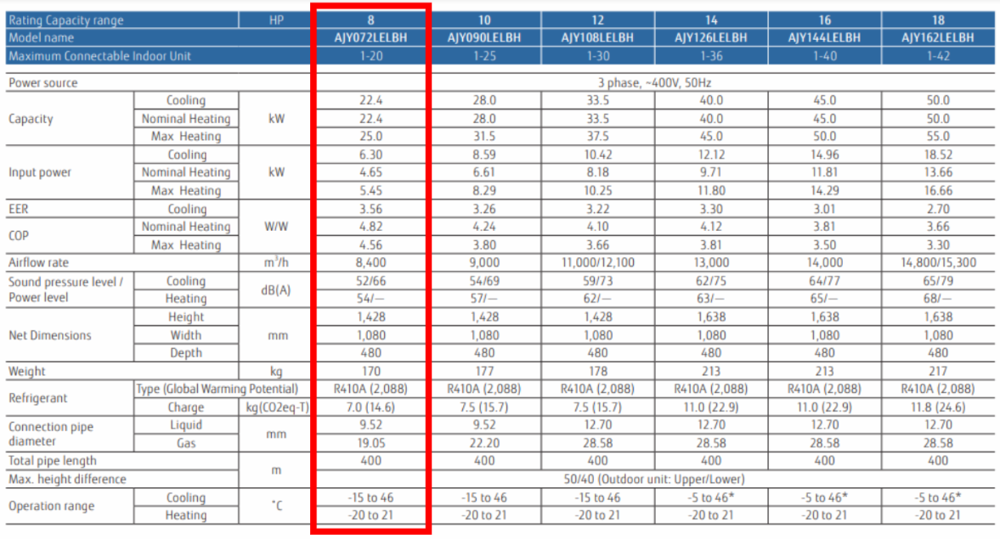 Rating Capacity range HP 8 10 12 14 16 18
Model name AJY072LELBH AJY090LELBH AJY108LELBH AJY126LELBH AJY144LELBH AJY162LELBH
Maximum Connectable Indoor Unit 1-20 1-25 1-30 1-36 1-40 1-42
Power source 3 phase, ~400V, 50Hz
Capacity kW
Cooling 22.4 28.0 33.5 40.0 45.0 50.0
Nominal Heating 22.4 28.0 33.5 40.0 45.0 50.0
Max Heating 25.0 31.5 37.5 45.0 50.0 55.0
Input power kW
Cooling 6.30 8.59 10.42 12.12 14.96 18.52
Nominal Heating 4.65 6.61 8.18 9.71 11.81 13.66
Max Heating 5.45 8.29 10.25 11.80 14.29 16.66
EER Cooling W/W 3.56 3.26 3.22 3.30 3.01 2.70
COP
Nominal Heating 4.82 4.24 4.10 4.12 3.81 3.66
Max Heating 4.56 3.80 3.66 3.81 3.50 3.30
Airflow rate m³/h 8,400 9,000 11,000/12,100 13,000 14,000 14,800/15,300
Sound pressure level /
Power level dB(A)
Cooling 52/66 54/69 59/73 62/75 64/77 65/79
Heating 54/— 57/— 62/— 63/— 65/— 68/—
Net Dimensions mm
Height 1,428 1,428 1,428 1,638 1,638 1,638
Width 1,080 1,080 1,080 1,080 1,080 1,080
Depth 480 480 480 480 480 480
Weight kg 170 177 178 213 213 217
Refrigerant
Type (Global Warming Potential) R410A (2,088) R410A (2,088) R410A (2,088) R410A (2,088) R410A (2,088) R410A (2,088)
Charge kg(CO2eq-T) 7.0 (14.6) 7.5 (15.7) 7.5 (15.7) 11.0 (22.9) 11.0 (22.9) 11.8 (24.6)
Connection pipe
diameter mm
Liquid 9.52 9.52 12.70 12.70 12.70 12.70
Gas 19.05 22.20 28.58 28.58 28.58 28.58
Total pipe length m 400 400 400 400 400 400
Max. height difference 50/40 (Outdoor unit: Upper/Lower)
Operation range °C
Cooling -15 to 46 -15 to 46 -15 to 46 -5 to 46* -5 to 46* -5 to 46*
Heating -20 to 21 -20 to 21 -20 to 21 -20 to 21 -20 to 21 -20 to 21